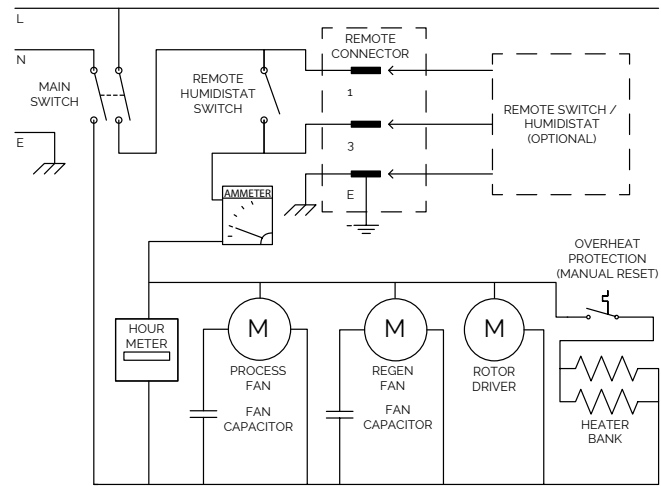 L
N
E
MAIN
SWITCH
REMOTE
HUMIDISTAT
SWITCH
REMOTE
CONNECTOR
1
3
E
REMOTE SWITCH /
HUMIDISTAT
(OPTIONAL)
AMMETER
OVERHEAT
PROTECTION
(MANUAL RESET)
HOUR
METER
M
PROCESS
FAN
FAN
CAPACITOR
M
REGEN
FAN
FAN
CAPACITOR
M
ROTOR
DRIVER
HEATER
BANK